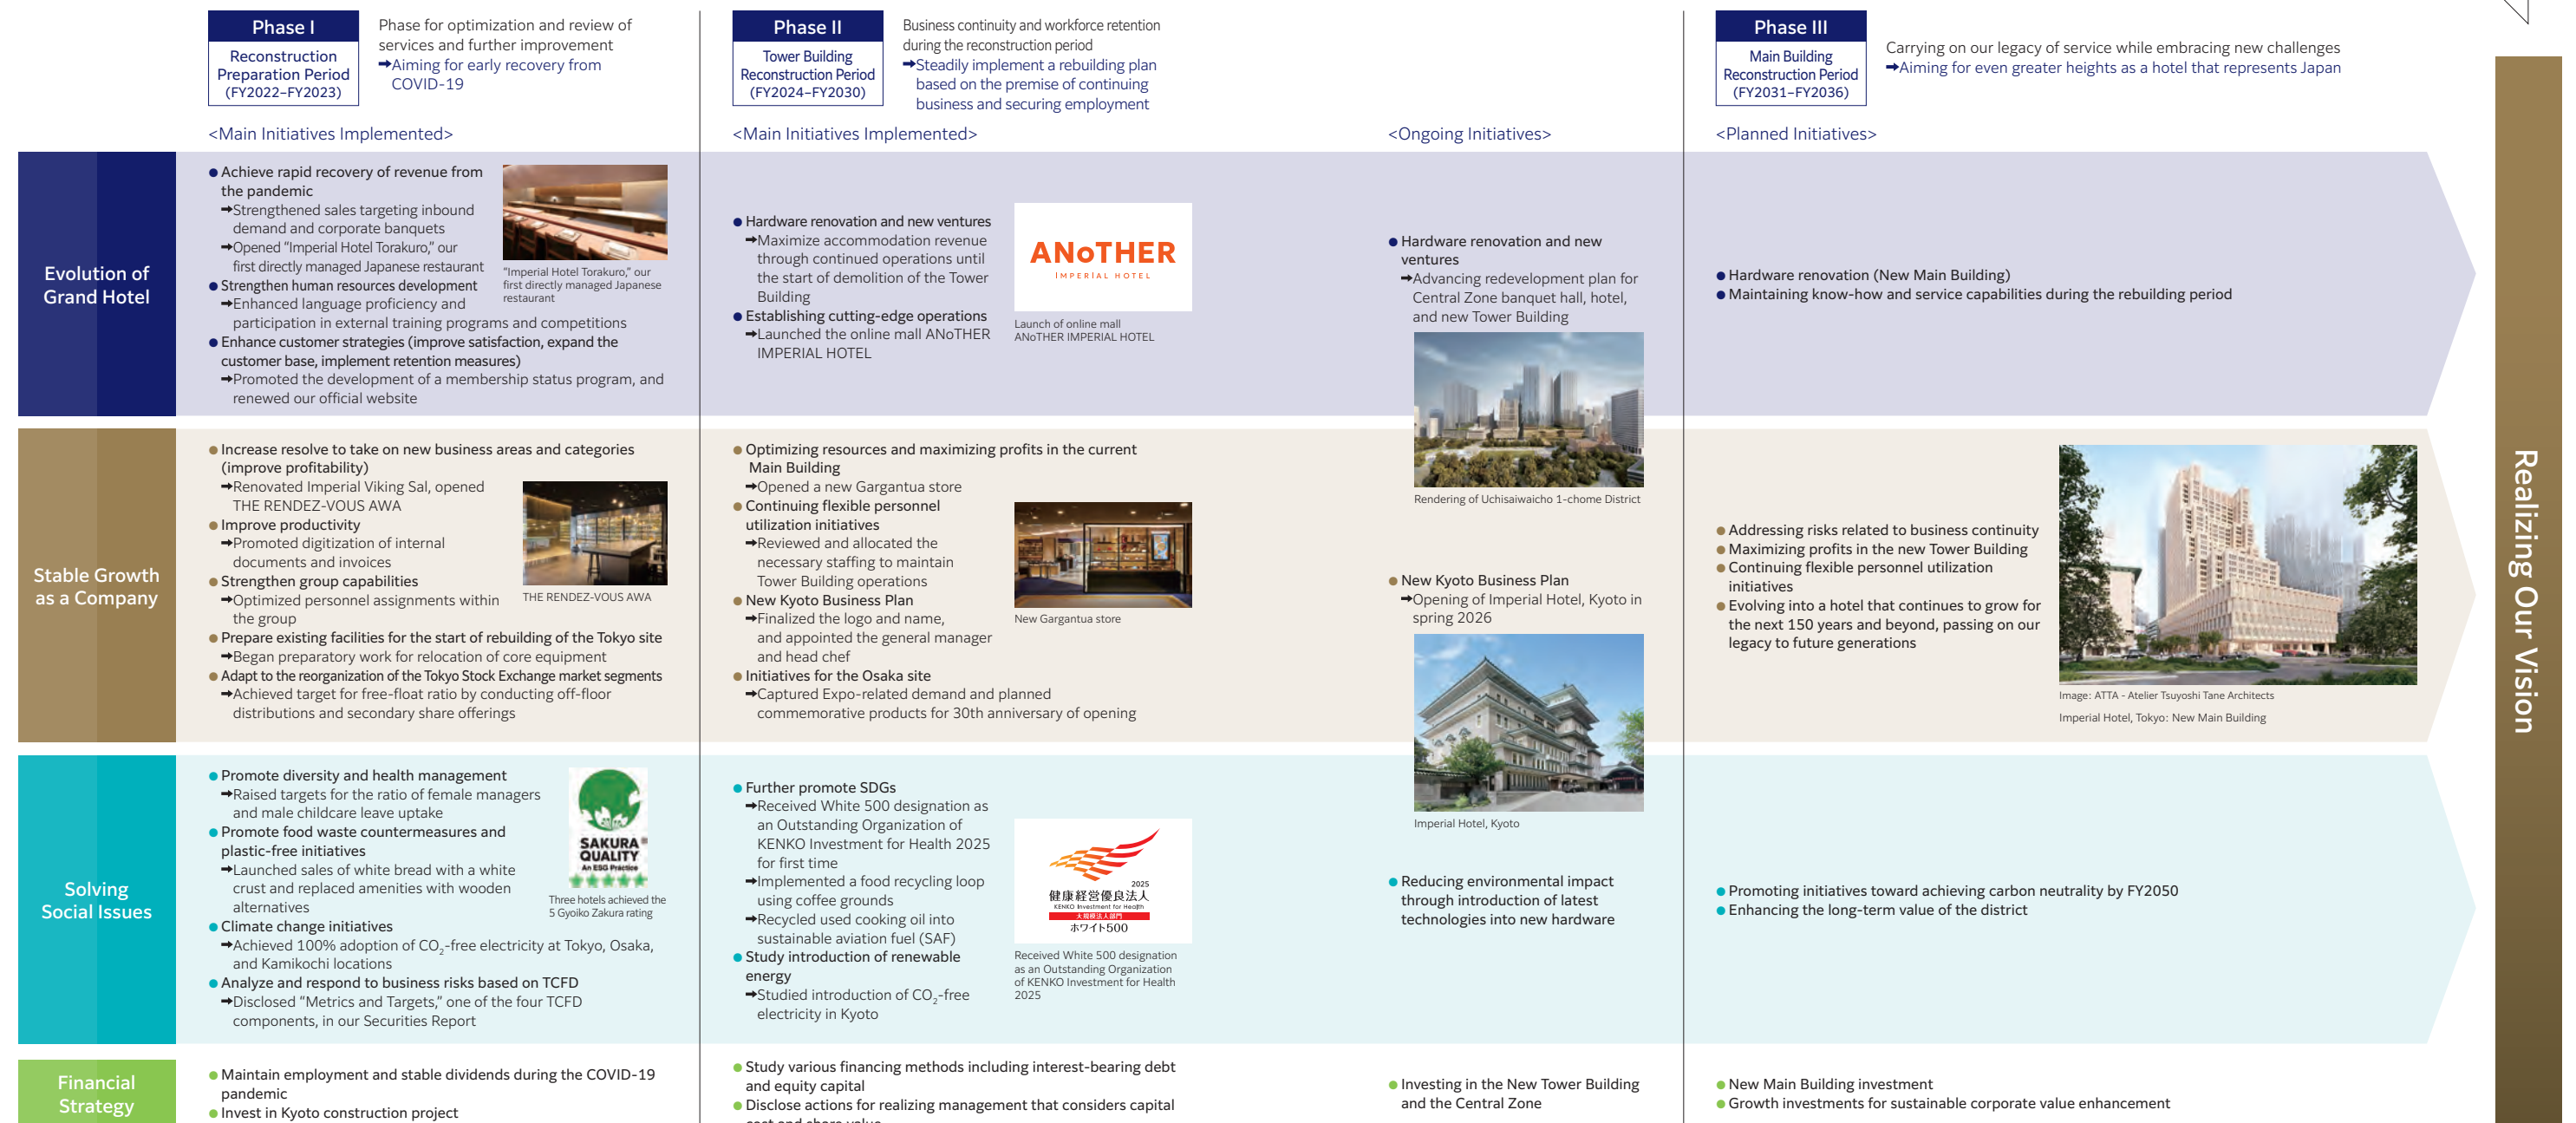 Phase I
Reconstruction
Preparation Period
(FY2022–FY2023)
Phase for optimization and review of
services and further improvement
➡Aiming for early recovery from
COVID-19
Phase II
Tower Building
Reconstruction Period
(FY2024–FY2030)
Business continuity and workforce retention
during the reconstruction period
➡Steadily implement a rebuilding plan
based on the premise of continuing
business and securing employment
Phase III
Main Building
Reconstruction Period
(FY2031–FY2036)
Carrying on our legacy of service while embracing new challenges
➡Aiming for even greater heights as a hotel that represents Japan
<Main Initiatives Implemented>
<Main Initiatives Implemented>
<Ongoing Initiatives>
<Planned Initiatives>
Evolution of
Grand Hotel
● Achieve rapid recovery of revenue from
the pandemic
➡Strengthened sales targeting inbound
demand and corporate banquets
➡Opened “Imperial Hotel Torakuro,” our
first directly managed Japanese restaurant
● Strengthen human resources development
➡Enhanced language proficiency and
participation in external training programs and competitions
● Enhance customer strategies (improve satisfaction, expand the
customer base, implement retention measures)
➡Promoted the development of a membership status program, and
renewed our official website
“Imperial Hotel Torakuro,” our
first directly managed Japanese
restaurant
● Hardware renovation and new ventures
➡Maximize accommodation revenue
through continued operations until
the start of demolition of the Tower
Building
● Establishing cutting-edge operations
➡Launched the online mall ANoTHER
IMPERIAL HOTEL
ANoTHER
IMPERIAL HOTEL
Launch of online mall
ANoTHER IMPERIAL HOTEL
● Hardware renovation and new
ventures
➡Advancing redevelopment plan for
Central Zone banquet hall, hotel,
and new Tower Building
Rendering of Uchisaiwaicho 1-chome District
● Hardware renovation (New Main Building)
● Maintaining know-how and service capabilities during the rebuilding period
Stable Growth
as a Company
● Increase resolve to take on new business areas and categories
(improve profitability)
➡Renovated Imperial Viking Sal, opened
THE RENDEZ-VOUS AWA
● Improve productivity
➡Promoted digitization of internal
documents and invoices
● Strengthen group capabilities
➡Optimized personnel assignments within
the group
● Prepare existing facilities for the start of rebuilding of the Tokyo site
➡Began preparatory work for relocation of core equipment
● Adapt to the reorganization of the Tokyo Stock Exchange market segments
➡Achieved target for free-float ratio by conducting off-floor
distributions and secondary share offerings
THE RENDEZ-VOUS AWA
● Optimizing resources and maximizing profits in the current
Main Building
➡Opened a new Gargantua store
● Continuing flexible personnel
utilization initiatives
➡Reviewed and allocated the
necessary staffing to maintain
Tower Building operations
● New Kyoto Business Plan
➡Finalized the logo and name,
and appointed the general manager
and head chef
● Initiatives for the Osaka site
➡Captured Expo-related demand and planned
commemorative products for 30th anniversary of opening
New Gargantua store
● New Kyoto Business Plan
➡Opening of Imperial Hotel, Kyoto in
spring 2026
Imperial Hotel, Kyoto
● Addressing risks related to business continuity
● Maximizing profits in the new Tower Building
● Continuing flexible personnel utilization
initiatives
● Evolving into a hotel that continues to grow for
the next 150 years and beyond, passing on our
legacy to future generations
Image: ATTA - Atelier Tsuyoshi Tane Architects
Imperial Hotel, Tokyo: New Main Building
Solving
Social Issues
● Promote diversity and health management
➡Raised targets for the ratio of female managers
and male childcare leave uptake
● Promote food waste countermeasures and
plastic-free initiatives
➡Launched sales of white bread with a white
crust and replaced amenities with wooden
alternatives
● Climate change initiatives
➡Achieved 100% adoption of CO₂-free electricity at Tokyo, Osaka,
and Kamikochi locations
● Analyze and respond to business risks based on TCFD
➡Disclosed “Metrics and Targets,” one of the four TCFD
components, in our Securities Report
SAKURA
QUALITY
An ESG Practice
Three hotels achieved the
5 Gyoiko Zakura rating
● Further promote SDGs
➡Received White 500 designation as
an Outstanding Organization of
KENKO Investment for Health 2025
for first time
➡Implemented a food recycling loop
using coffee grounds
➡Recycled used cooking oil into
sustainable aviation fuel (SAF)
● Study introduction of renewable
energy
➡Studied introduction of CO₂-free
electricity in Kyoto
2025
健康経営優良法人
KENKO Investment for Health
大規模法人部門
ホワイト500
Received White 500 designation
as an Outstanding Organization
of KENKO Investment for Health
2025
● Reducing environmental impact
through introduction of latest
technologies into new hardware
● Promoting initiatives toward achieving carbon neutrality by FY2050
● Enhancing the long-term value of the district
Financial
Strategy
● Maintain employment and stable dividends during the COVID-19
pandemic
● Invest in Kyoto construction project
● Study various financing methods including interest-bearing debt
and equity capital
● Disclose actions for realizing management that considers capital
● Investing in the New Tower Building
and the Central Zone
● New Main Building investment
● Growth investments for sustainable corporate value enhancement
Realizing Our Vision